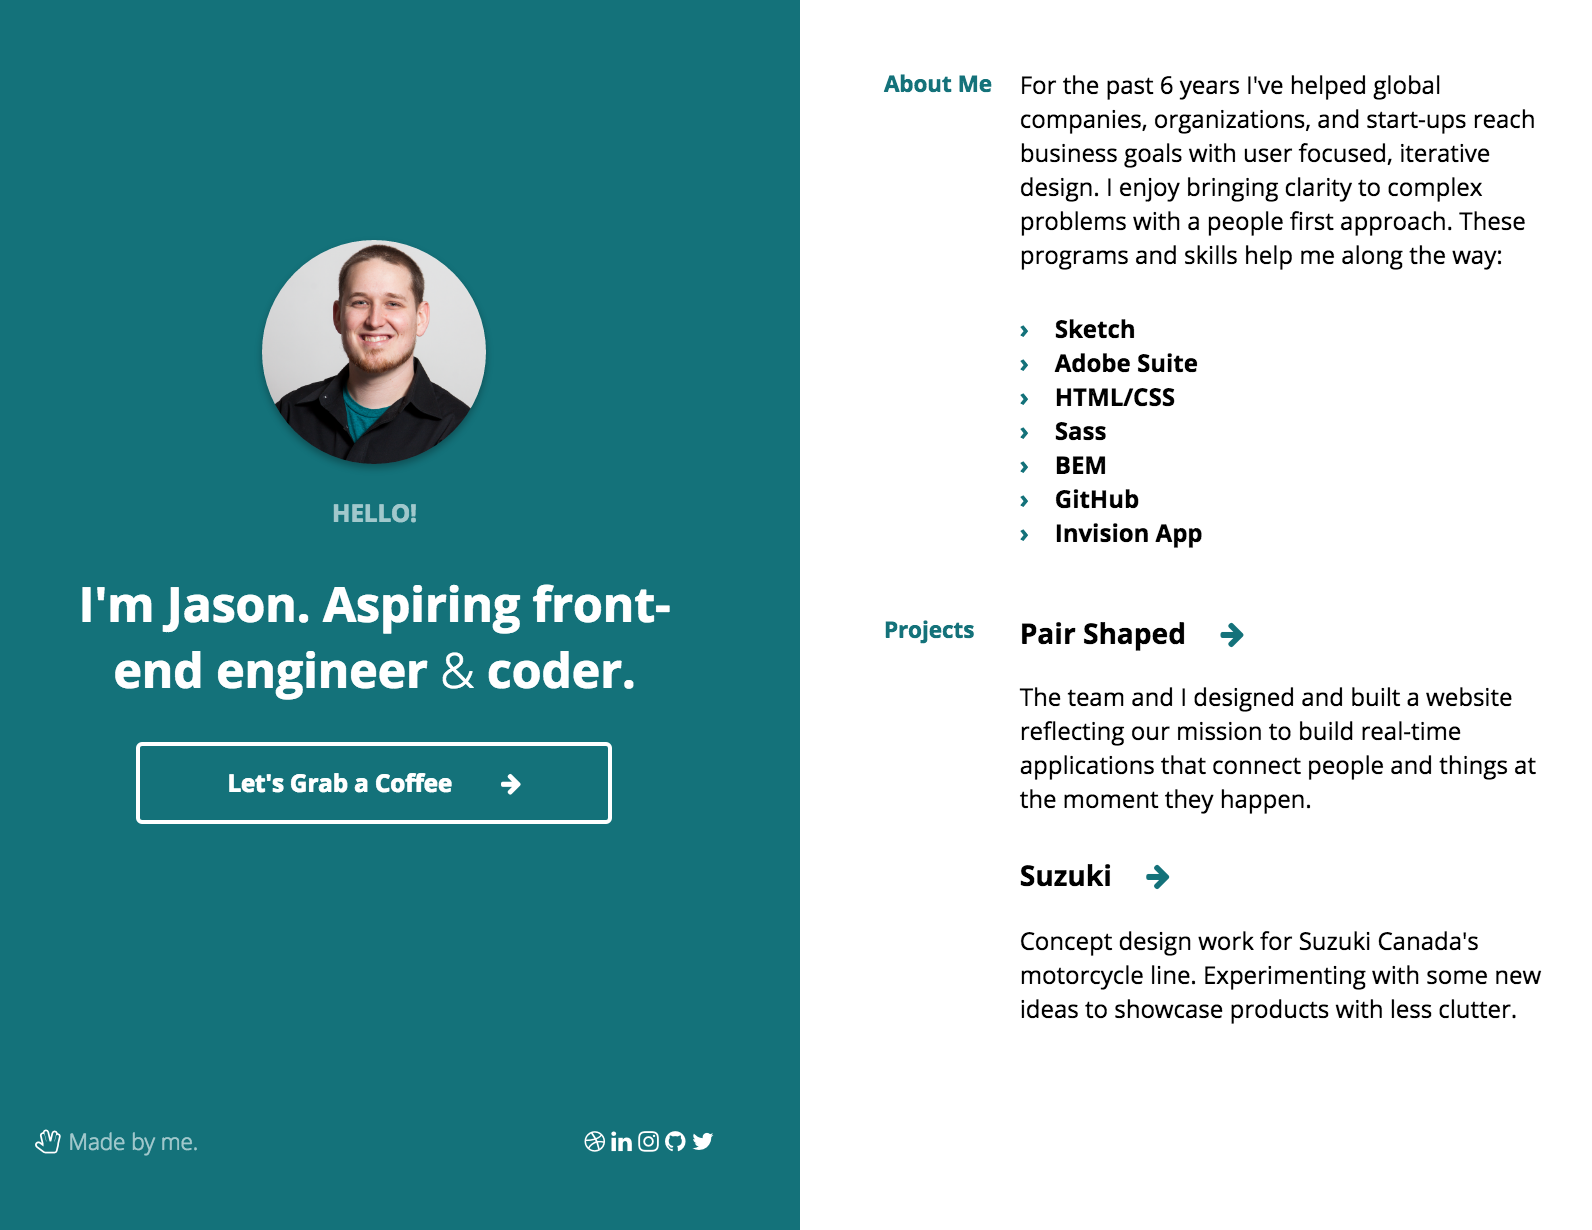 HELLO!
I'm Jason. Aspiring front-
end engineer & coder.
Let's Grab a Coffee
Made by me.
About Me
For the past 6 years I've helped global
companies, organizations, and start-ups reach
business goals with user focused, iterative
design. I enjoy bringing clarity to complex
problems with a people first approach. These
programs and skills help me along the way:
› Sketch
› Adobe Suite
› HTML/CSS
› Sass
› BEM
› GitHub
› Invision App
Projects
Pair Shaped
The team and I designed and built a website
reflecting our mission to build real-time
applications that connect people and things at
the moment they happen.
Suzuki
Concept design work for Suzuki Canada's
motorcycle line. Experimenting with some new
ideas to showcase products with less clutter.